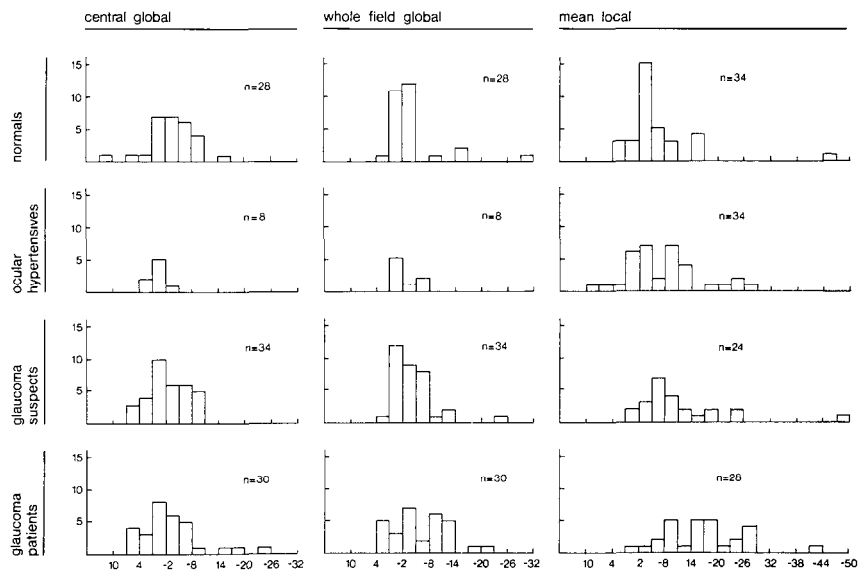 central global whole field global mean local
normals
15
10
5
n=28
n=28
n=34
ocular
hypertensives
15
10
5
n=8
n=8
n=34
glaucoma
suspects
15
10
5
n=34
n=34
n=24
glaucoma
patients
15
10
5
n=30
n=30
n=28
10 4 -2 -8 14 -20 -26 -32
10 4 -2 -8 -14 -20 -26 -32
10 4 2 -8 -14 -20 -26 32 -38 -44 -50